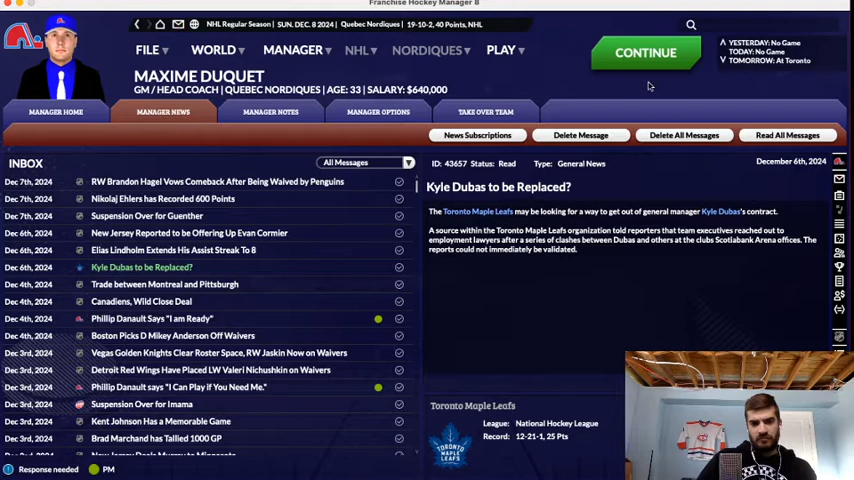 Franchise Hockey Manager 8
NHL Regular Season | SUN. DEC. 8 2024 | Quebec Nordiques | 19-10-2, 40 Points, NHL
FILE WORLD MANAGER NHL NORDIQUES PLAY
CONTINUE
YESTERDAY: No Game
TODAY: No Game
TOMORROW: At Toronto
MAXIME DUQUET
GM / HEAD COACH | QUEBEC NORDIQUES | AGE: 33 | SALARY: $640,000
MANAGER HOME MANAGER NEWS MANAGER NOTES MANAGER OPTIONS TAKE OVER TEAM
News Subscriptions Delete Message Delete All Messages Read All Messages
INBOX All Messages
Dec 7th, 2024 RW Brandon Hagel Vows Comeback After Being Waived by Penguins
Dec 7th, 2024 Nikolaj Ehlers has Recorded 600 Points
Dec 7th, 2024 Suspension Over for Guenther
Dec 6th, 2024 New Jersey Reported to be Offering Up Evan Cormier
Dec 6th, 2024 Elias Lindholm Extends His Assist Streak To 8
Dec 6th, 2024 Kyle Dubas to be Replaced?
Dec 4th, 2024 Trade between Montreal and Pittsburgh
Dec 4th, 2024 Canadiens, Wild Close Deal
Dec 4th, 2024 Phillip Danault Says "I am Ready"
Dec 4th, 2024 Boston Picks D Mikey Anderson Off Waivers
Dec 3rd, 2024 Vegas Golden Knights Clear Roster Space, RW Jaskin Now on Waivers
Dec 3rd, 2024 Detroit Red Wings Have Placed LW Valeri Nichushkin on Waivers
Dec 3rd, 2024 Phillip Danault says "I Can Play if You Need Me."
Dec 3rd, 2024 Suspension Over for Imama
Dec 3rd, 2024 Kent Johnson Has a Memorable Game
Dec 3rd, 2024 Brad Marchand has Tallied 1000 GP
Response needed PM
ID: 43657 Status: Read Type: General News December 6th, 2024
Kyle Dubas to be Replaced?
The Toronto Maple Leafs may be looking for a way to get out of general manager Kyle Dubas's contract.
A source within the Toronto Maple Leafs organization told reporters that team executives reached out to
employment lawyers after a series of clashes between Dubas and others at the clubs Scotiabank Arena offices. The
reports could not immediately be validated.
Toronto Maple Leafs
League: National Hockey League
Record: 12-21-1, 25 Pts